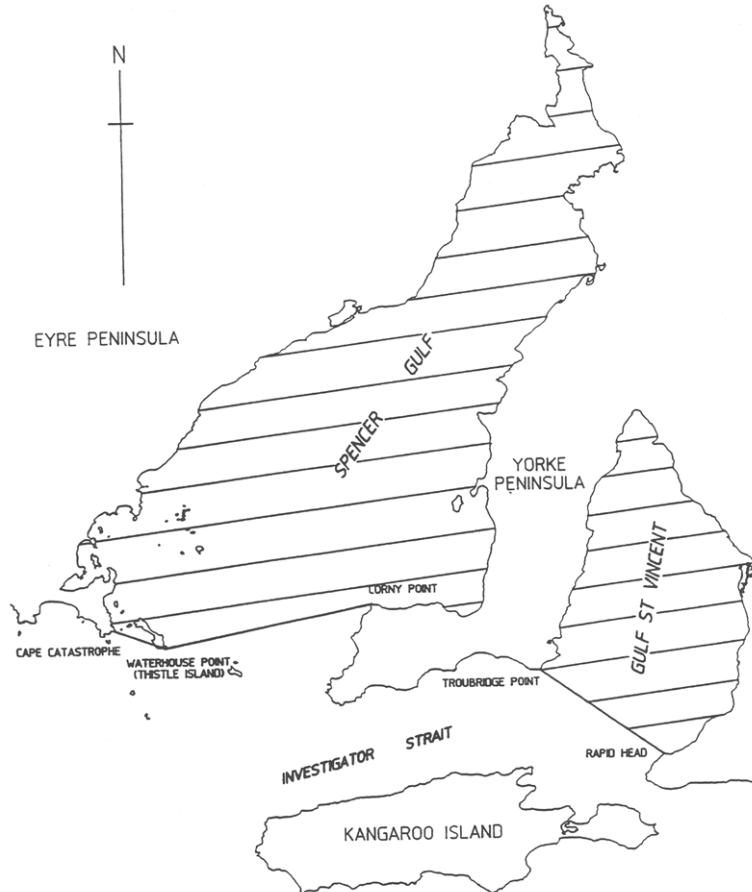 N
EYRE PENINSULA
SPENCER GULF
YORKE
PENINSULA
GULF ST VINCENT
CORNY POINT
CAPE CATASTROPHE
WATERHOUSE POINT
(THISTLE ISLAND)
TROUBRIDGE POINT
RAPID HEAD
INVESTIGATOR STRAIT
KANGAROO ISLAND